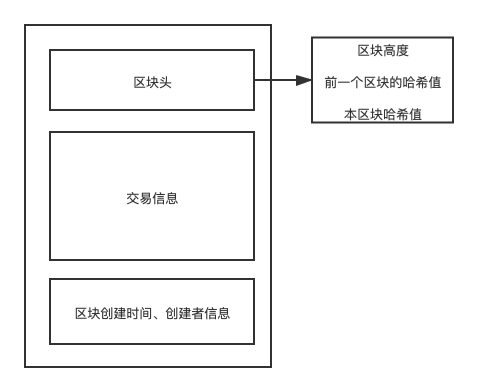 区块头
区块高度
前一个区块的哈希值
本区块哈希值
交易信息
区块创建时间、创建者信息